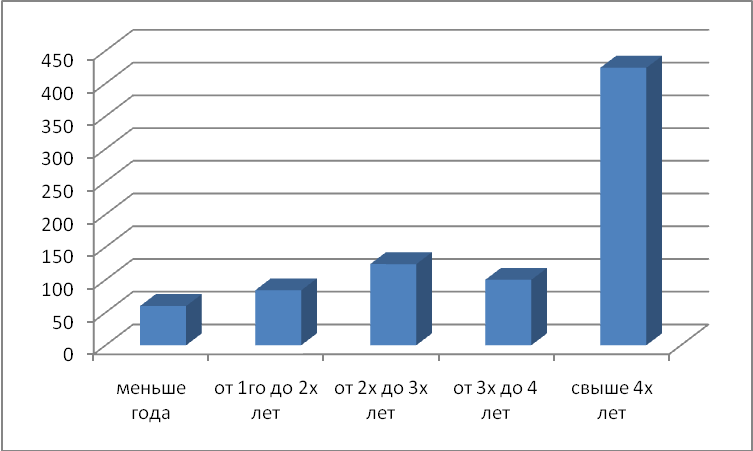 450
400
350
300
250
200
150
100
50
0
меньше года
от 1го до 2х лет
от 2х до 3х лет
от 3х до 4 лет
свыше 4х лет